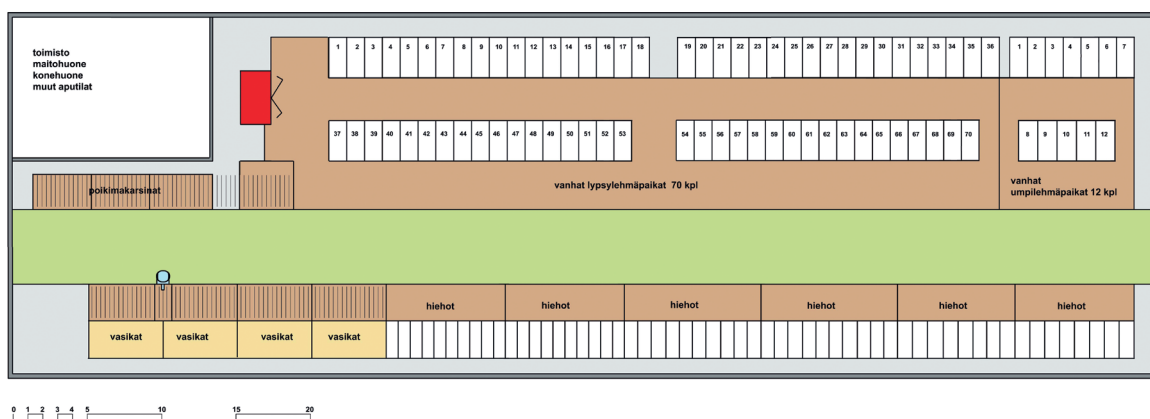 toimisto
maitohuone
konehuone
muut aputilat
1 2 3 4 5 6 7 8 9 10 11 12 13 14 15 16 17 18 19 20 21 22 23 24 25 26 27 28 29 30 31 32 33 34 35 36 1 2 3 4 5 6 7
37 38 39 40 41 42 43 44 45 46 47 48 49 50 51 52 53 54 55 56 57 58 59 60 61 62 63 64 65 66 67 68 69 70 8 9 10 11 12
poikimakarsinat
vanhat lypsylehmäpaikat 70 kpl
vanhat
umpilehmäpaikat 12 kpl
hiehot hiehot hiehot hiehot hiehot hiehot
vasikat vasikat vasikat vasikat
0 1 2 3 4 5 10 15 20